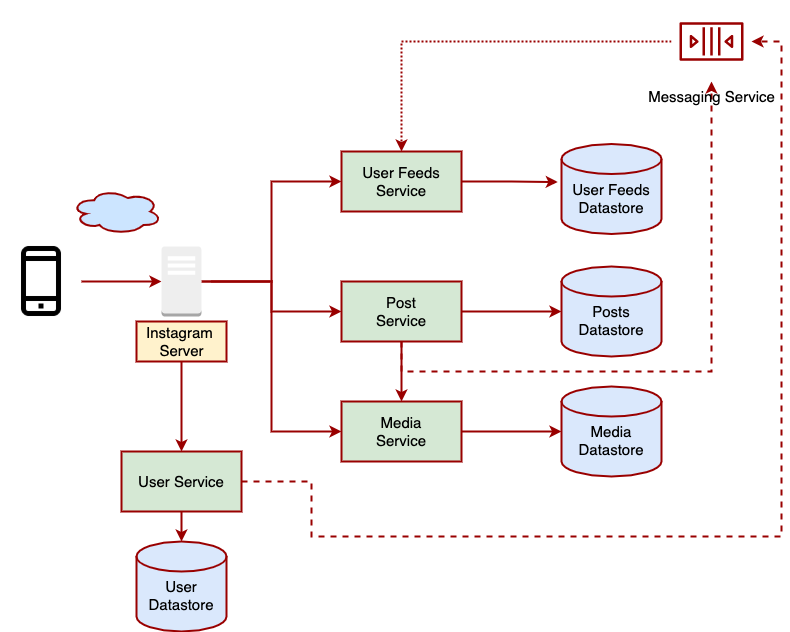 Messaging Service
User Feeds
Service
User Feeds
Datastore
Instagram
Server
Post
Service
Posts
Datastore
Media
Service
Media
Datastore
User Service
User
Datastore